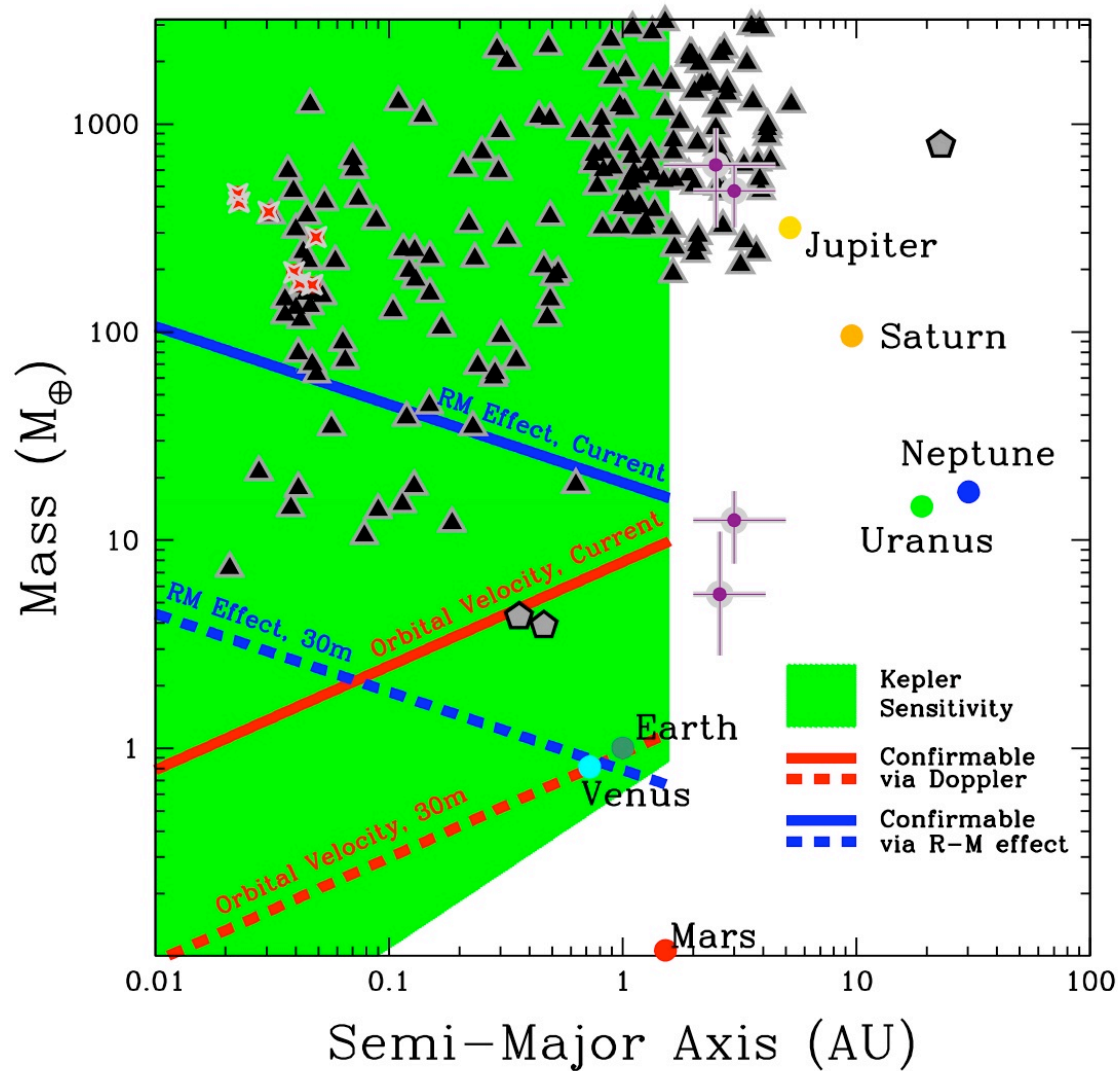 1000
100
10
1
Mass (M⊕)
0.01
0.1
1
10
100
Semi-Major Axis (AU)
Jupiter
Saturn
Neptune
Uranus
Earth
Venus
Mars
RM Effect, Current
Orbital Velocity, Current
RM Effect, 30m
Orbital Velocity, 30m
Kepler
Sensitivity
Confirmable
via Doppler
Confirmable
via R-M effect